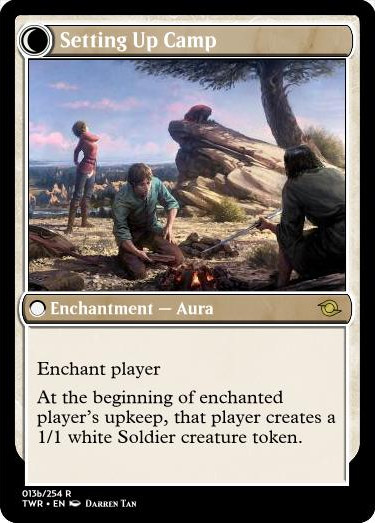 Setting Up Camp
Enchantment — Aura
Enchant player
At the beginning of enchanted
player's upkeep, that player creates a
1/1 white Soldier creature token.
013b/254 R
TWR • EN Darren Tan